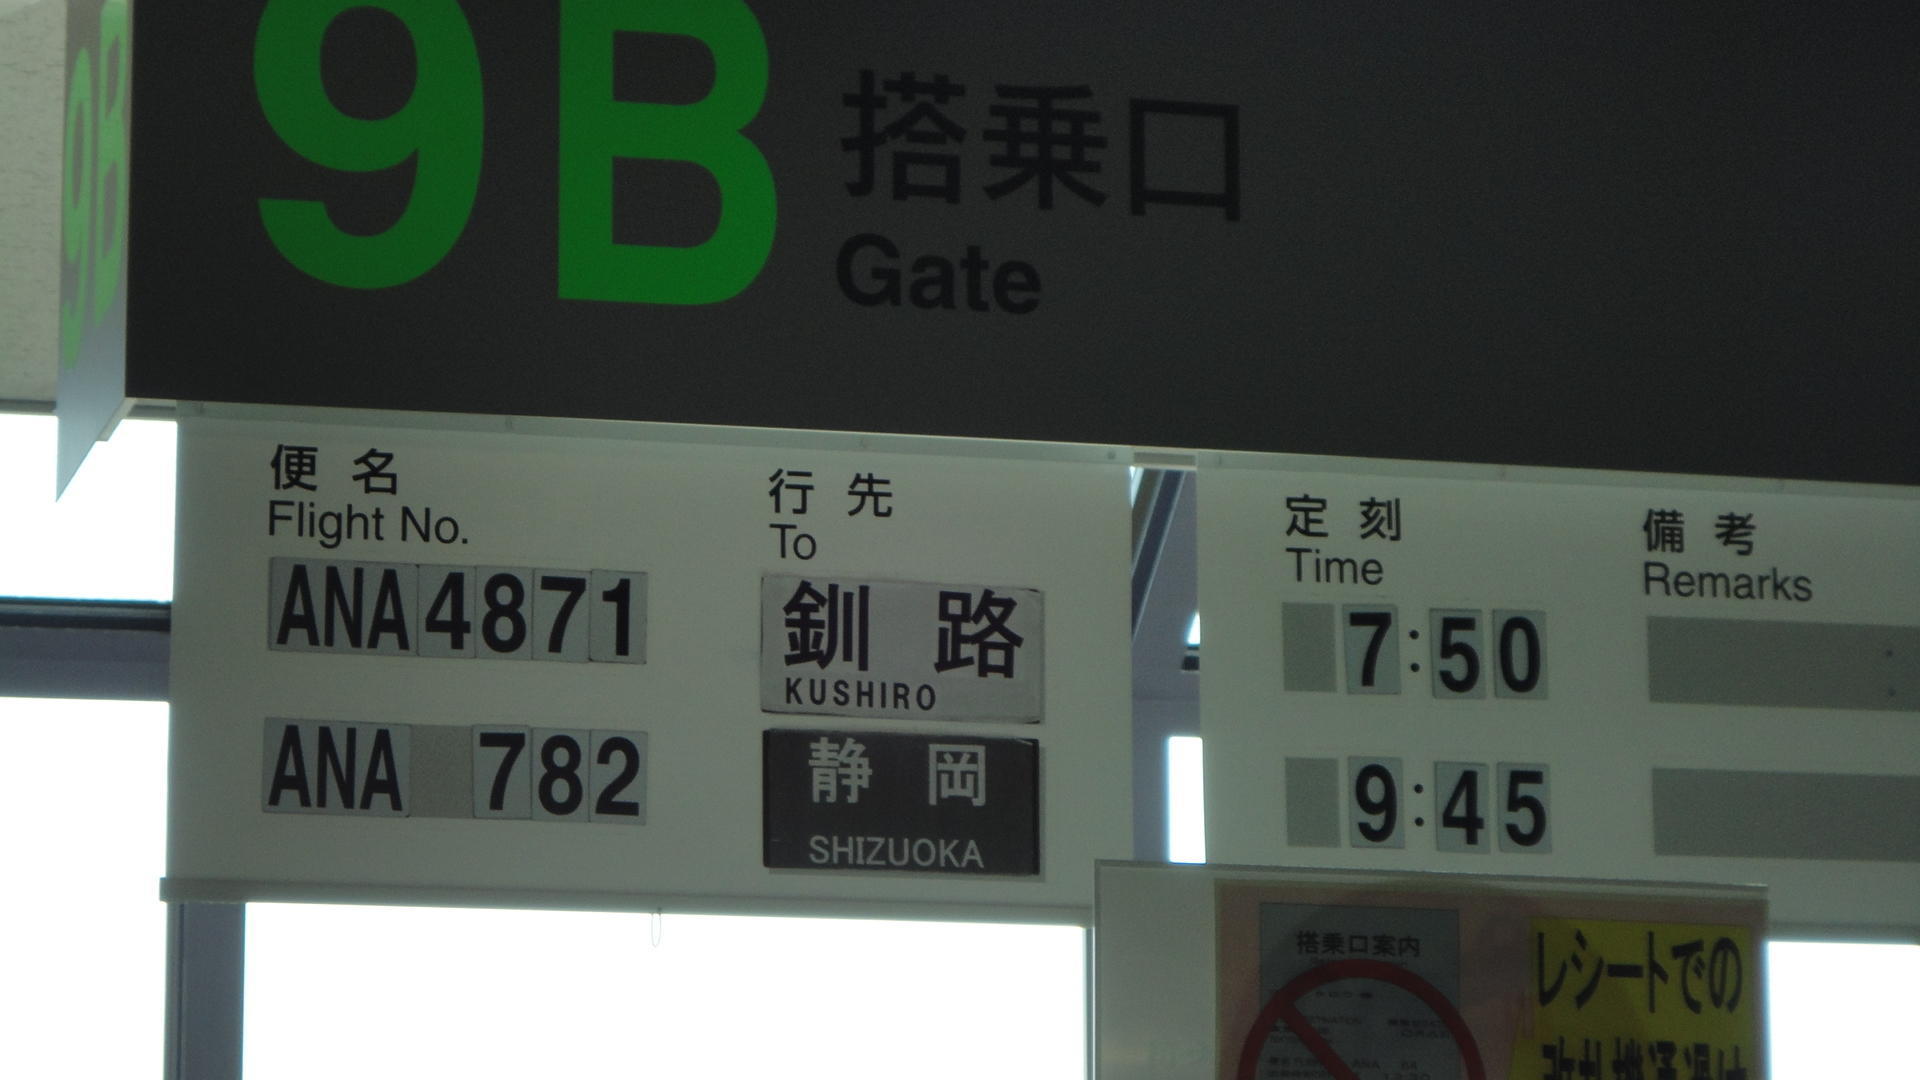 9B 搭乗口
Gate
9B
便名 行先 定刻 備考
Flight No. To Time Remarks
ANA4871 釧路 7:50
KUSHIRO
ANA 782 静岡 9:45
SHIZUOKA
搭乗口案内
レシートでの